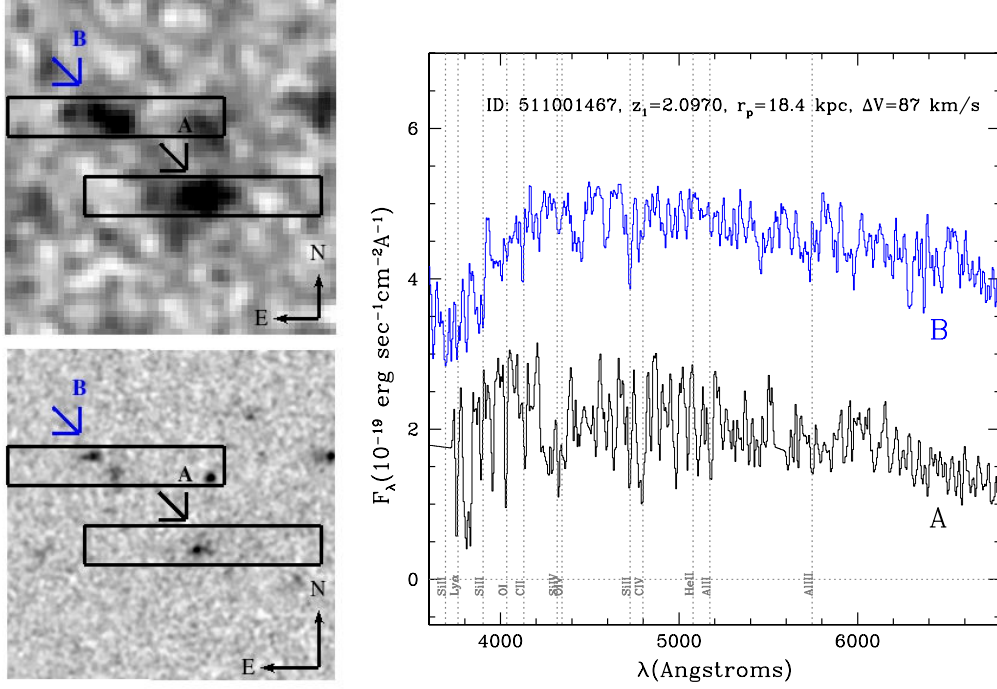 B
A
N
E
B
A
N
E
ID: 511001467, z₁=2.0970, rₚ=18.4 kpc, ΔV=87 km/s
6
4
2
0
F_λ(10⁻¹⁹ erg sec⁻¹cm⁻²A⁻¹)
B
A
SiII Lyα SiII OI CII SiIV SiII CIV HeII AlII AlIII
4000 5000 6000
λ(Angstroms)